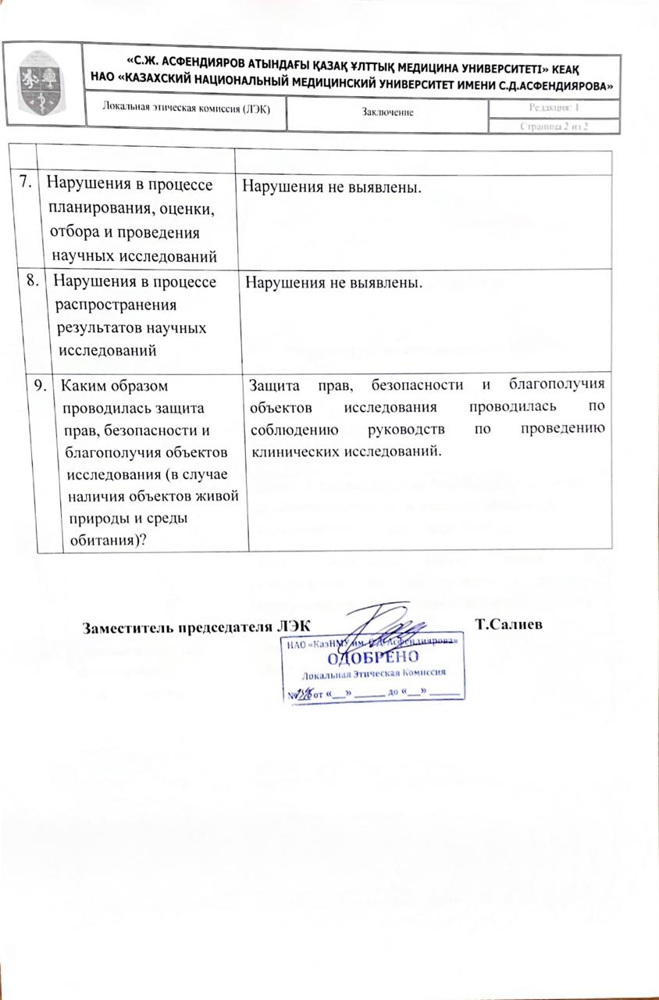 «С.Ж. АСФЕНДИЯРОВ АТЫНДАҒЫ ҚАЗАҚ ҰЛТТЫҚ МЕДИЦИНА УНИВЕРСИТЕТІ» КЕАҚ
НАО «КАЗАХСКИЙ НАЦИОНАЛЬНЫЙ МЕДИЦИНСКИЙ УНИВЕРСИТЕТ ИМЕНИ С.Д.АСФЕНДИЯРОВА»
Локальная этическая комиссия (ЛЭК)
Заключение
Редакция: 1
Страница 2 из 2
7. Нарушения в процессе
планирования, оценки,
отбора и проведения
научных исследований
Нарушения не выявлены.
8. Нарушения в процессе
распространения
результатов научных
исследований
Нарушения не выявлены.
9. Каким образом
проводилась защита
прав, безопасности и
благополучия объектов
исследования (в случае
наличия объектов живой
природы и среды
обитания)?
Защита прав, безопасности и благополучия
объектов исследования проводилась по
соблюдению руководств по проведению
клинических исследований.
Заместитель председателя ЛЭК
Т.Салиев
НАО «КазНМУ им. С.Д. Асфендиярова»
ОДОБРЕНО
Локальная Этическая Комиссия
№ от «__» ______ до «__» ______